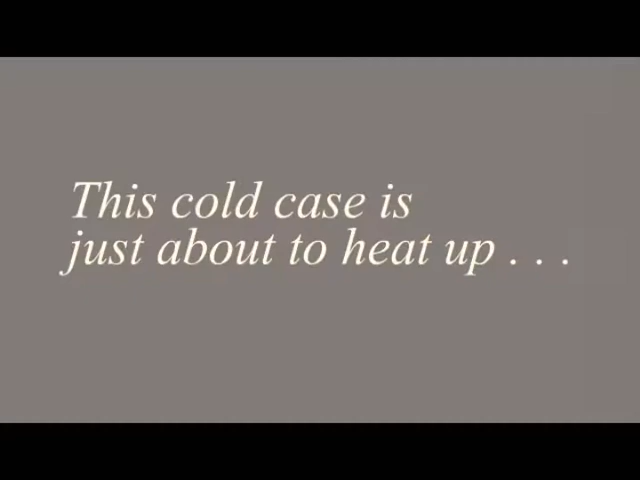 This cold case is
just about to heat up . . .